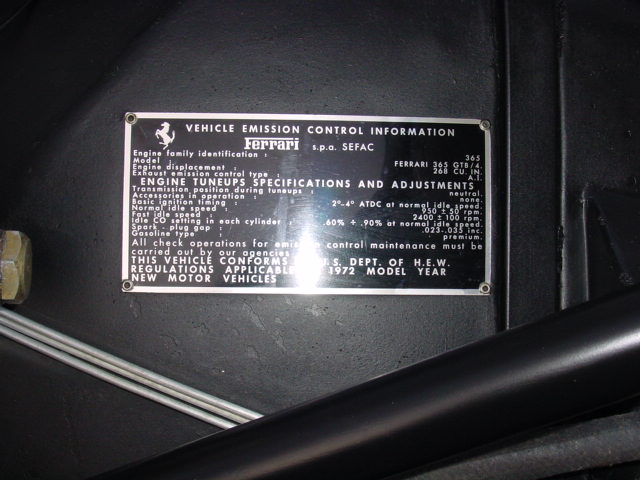 VEHICLE EMISSION CONTROL INFORMATION
Ferrari s.p.a. SEFAC
Engine family identification : 365
Model : FERRARI 365 GTB/4.
Engine displacement : 268 CU. IN.
Exhaust emission control type : A.I.
ENGINE TUNEUPS SPECIFICATIONS AND ADJUSTMENTS
Transmission position during tuneups : neutral.
Accessories in operation : none.
Basic ignition timing : 2°-4° ATDC at normal idle speed.
Normal idle speed : 950 ± 50 rpm.
Fast idle speed : 2400 ± 100 rpm.
Idle CO setting in each cylinder : .60% + .90% at normal idle speed.
Spark - plug gap : .023-.035 inc.
Gasoline type : premium.
All check operations for emission control maintenance must be
carried out by our agencies
THIS VEHICLE CONFORMS U.S. DEPT. OF H.E.W.
REGULATIONS APPLICABLE 1972 MODEL YEAR
NEW MOTOR VEHICLES